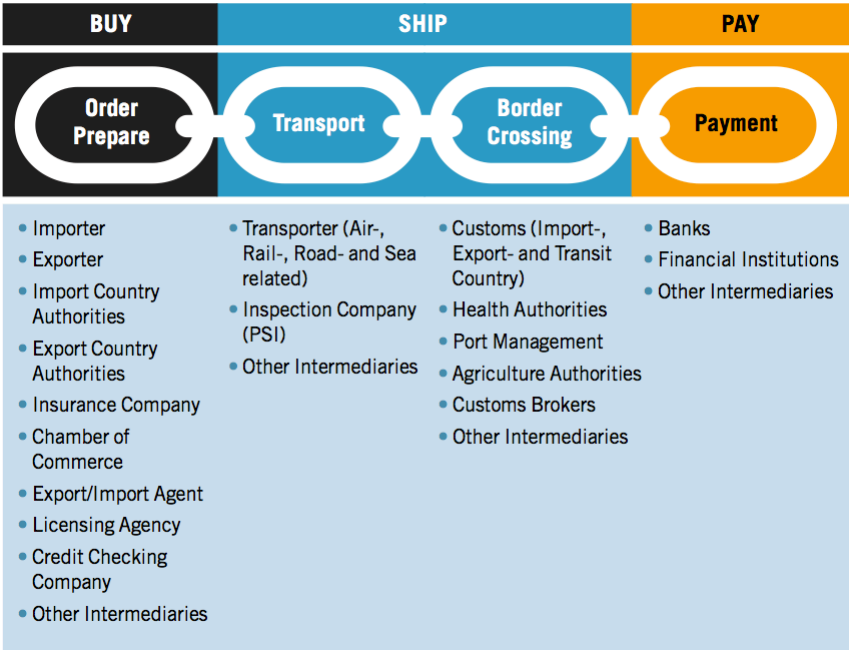 BUY
SHIP
PAY
Order
Prepare
Transport
Border
Crossing
Payment
• Importer
• Exporter
• Import Country
Authorities
• Export Country
Authorities
• Insurance Company
• Chamber of
Commerce
• Export/Import Agent
• Licensing Agency
• Credit Checking
Company
• Other Intermediaries
• Transporter (Air-,
Rail-, Road- and Sea
related)
• Inspection Company
(PSI)
• Other Intermediaries
• Customs (Import-,
Export- and Transit
Country)
• Health Authorities
• Port Management
• Agriculture Authorities
• Customs Brokers
• Other Intermediaries
• Banks
• Financial Institutions
• Other Intermediaries